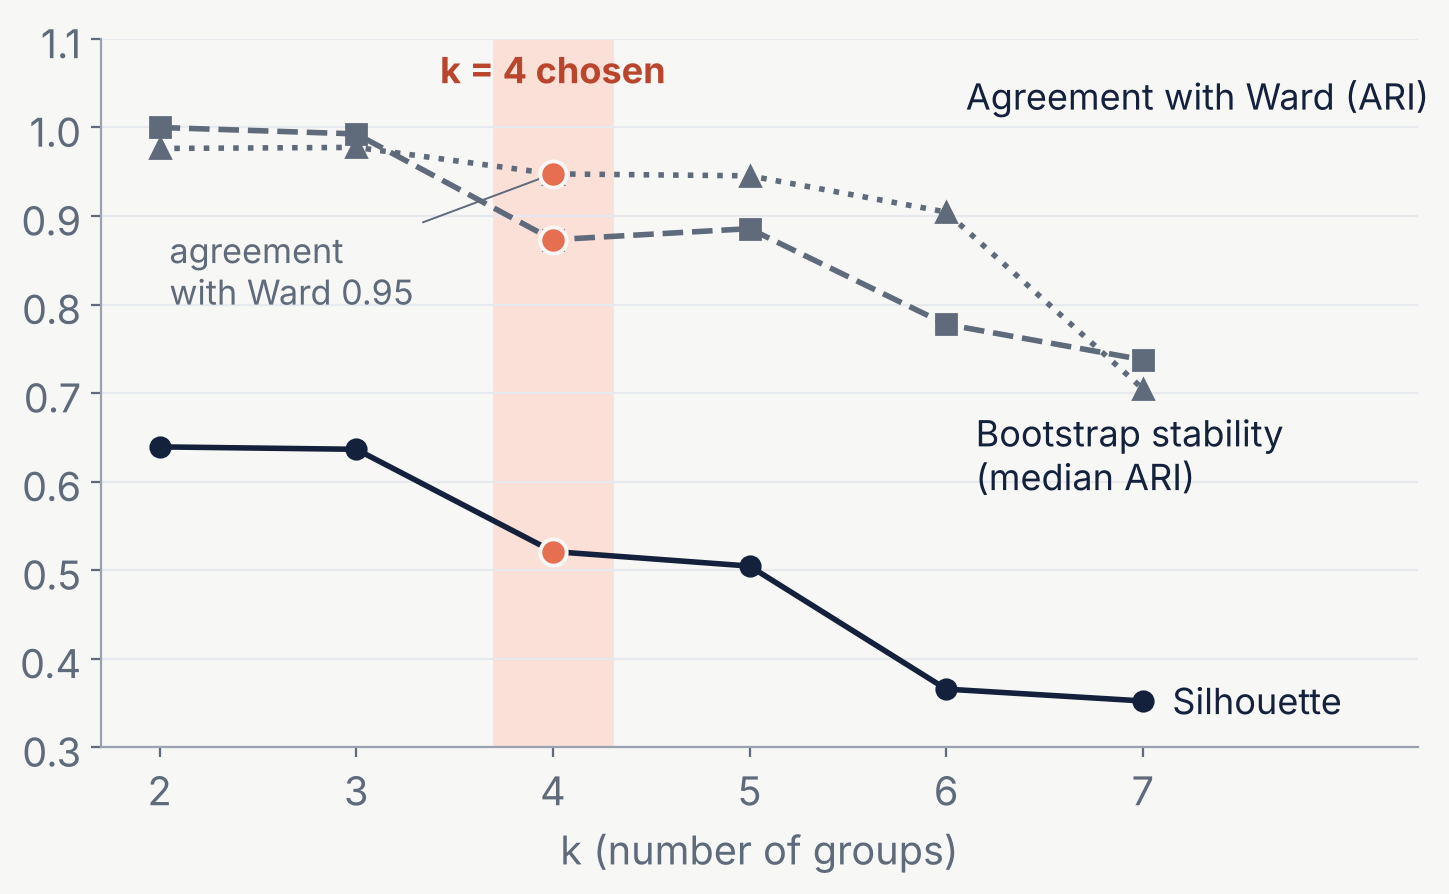 k = 4 chosen
Agreement with Ward (ARI)
agreement
with Ward 0.95
Bootstrap stability
(median ARI)
Silhouette
1.1
1.0
0.9
0.8
0.7
0.6
0.5
0.4
0.3
2 3 4 5 6 7
k (number of groups)